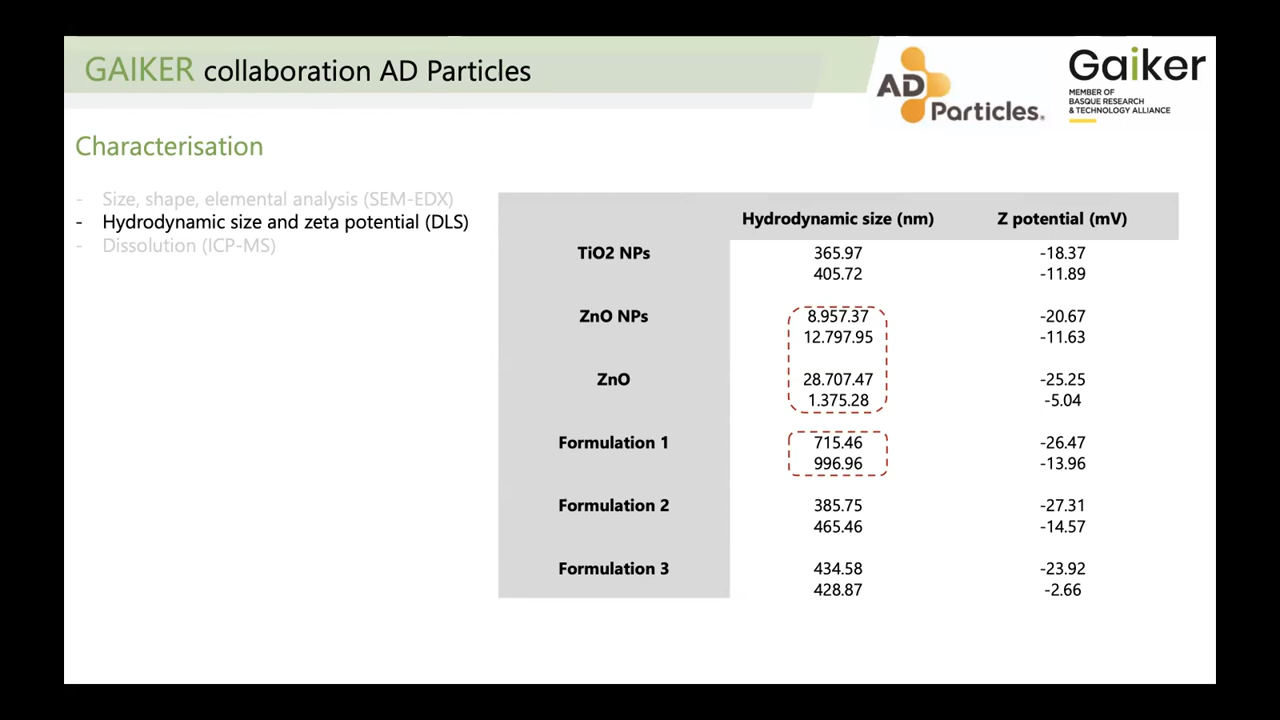 GAIKER collaboration AD Particles
AD
Particles.
Gaiker
MEMBER OF
BASQUE RESEARCH
& TECHNOLOGY ALLIANCE
Characterisation
- Size, shape, elemental analysis (SEM-EDX)
- Hydrodynamic size and zeta potential (DLS)
- Dissolution (ICP-MS)
Hydrodynamic size (nm) Z potential (mV)
TiO2 NPs 365.97 -18.37
405.72 -11.89
ZnO NPs 8.957.37 -20.67
12.797.95 -11.63
ZnO 28.707.47 -25.25
1.375.28 -5.04
Formulation 1 715.46 -26.47
996.96 -13.96
Formulation 2 385.75 -27.31
465.46 -14.57
Formulation 3 434.58 -23.92
428.87 -2.66